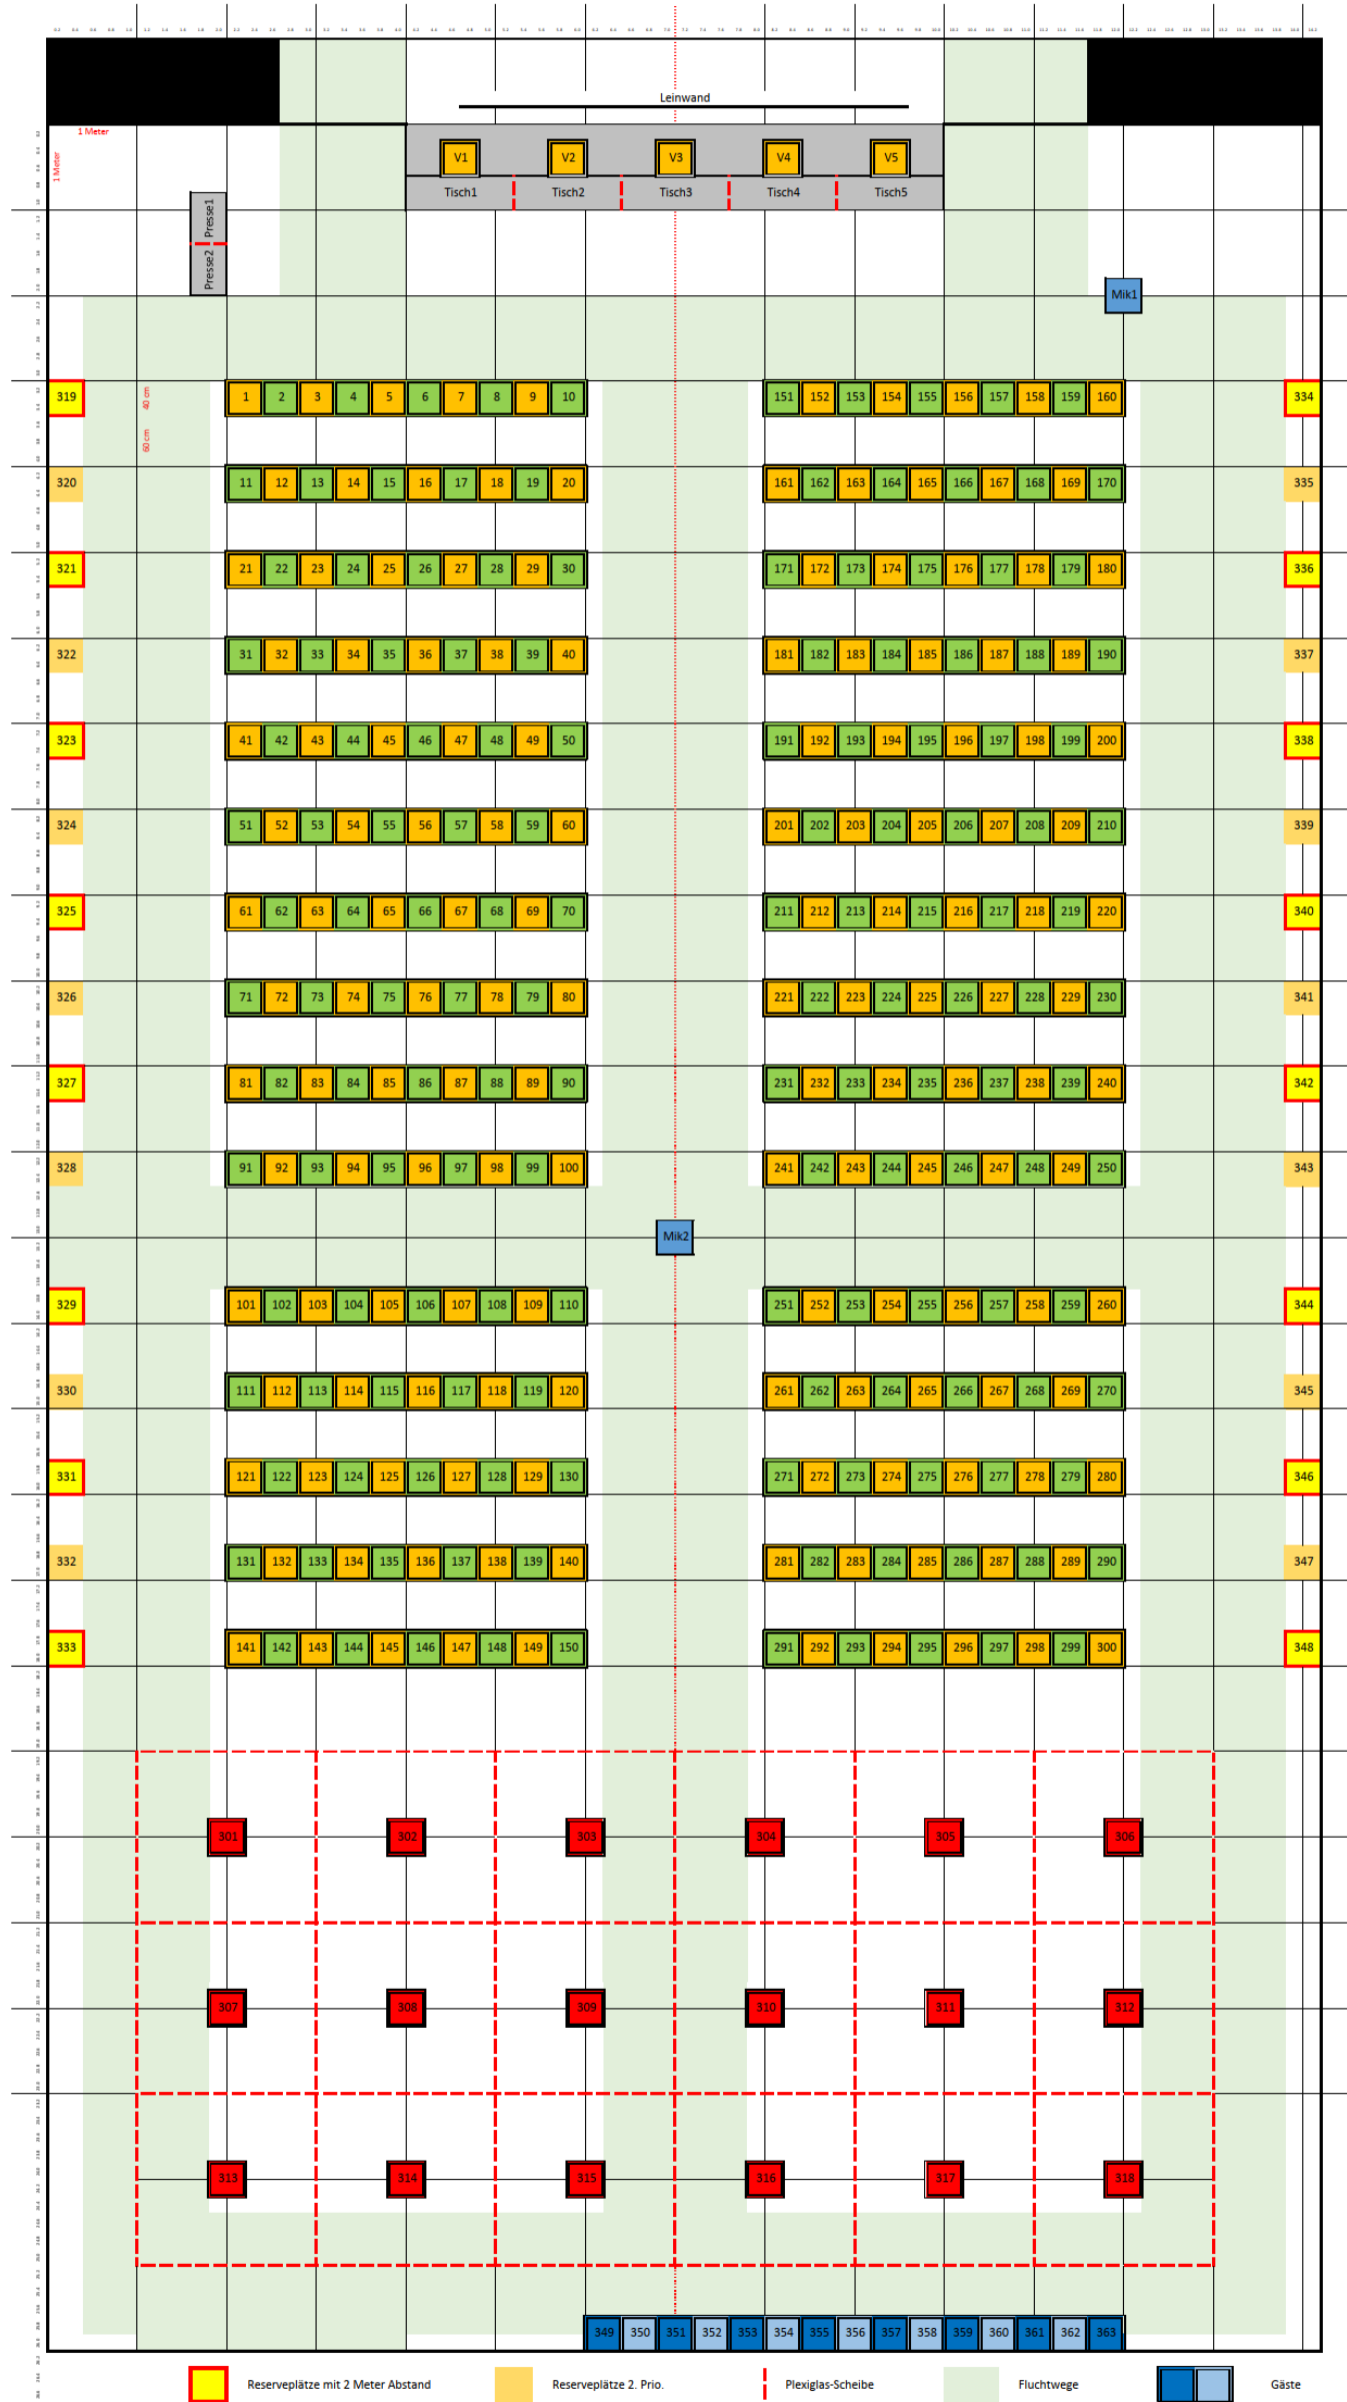 Leinwand
1 Meter
1 Meter
V1 V2 V3 V4 V5
Tisch1 Tisch2 Tisch3 Tisch4 Tisch5
Presse1
Presse2
Mik1
319 1 2 3 4 5 6 7 8 9 10 151 152 153 154 155 156 157 158 159 160 334
40 cm
60 cm
320 11 12 13 14 15 16 17 18 19 20 161 162 163 164 165 166 167 168 169 170 335
321 21 22 23 24 25 26 27 28 29 30 171 172 173 174 175 176 177 178 179 180 336
322 31 32 33 34 35 36 37 38 39 40 181 182 183 184 185 186 187 188 189 190 337
323 41 42 43 44 45 46 47 48 49 50 191 192 193 194 195 196 197 198 199 200 338
324 51 52 53 54 55 56 57 58 59 60 201 202 203 204 205 206 207 208 209 210 339
325 61 62 63 64 65 66 67 68 69 70 211 212 213 214 215 216 217 218 219 220 340
326 71 72 73 74 75 76 77 78 79 80 221 222 223 224 225 226 227 228 229 230 341
327 81 82 83 84 85 86 87 88 89 90 231 232 233 234 235 236 237 238 239 240 342
328 91 92 93 94 95 96 97 98 99 100 241 242 243 244 245 246 247 248 249 250 343
Mik2
329 101 102 103 104 105 106 107 108 109 110 251 252 253 254 255 256 257 258 259 260 344
330 111 112 113 114 115 116 117 118 119 120 261 262 263 264 265 266 267 268 269 270 345
331 121 122 123 124 125 126 127 128 129 130 271 272 273 274 275 276 277 278 279 280 346
332 131 132 133 134 135 136 137 138 139 140 281 282 283 284 285 286 287 288 289 290 347
333 141 142 143 144 145 146 147 148 149 150 291 292 293 294 295 296 297 298 299 300 348
301 302 303 304 305 306
307 308 309 310 311 312
313 314 315 316 317 318
349 350 351 352 353 354 355 356 357 358 359 360 361 362 363
Reserveplätze mit 2 Meter Abstand Reserveplätze 2. Prio. Plexiglas-Scheibe Fluchtwege Gäste